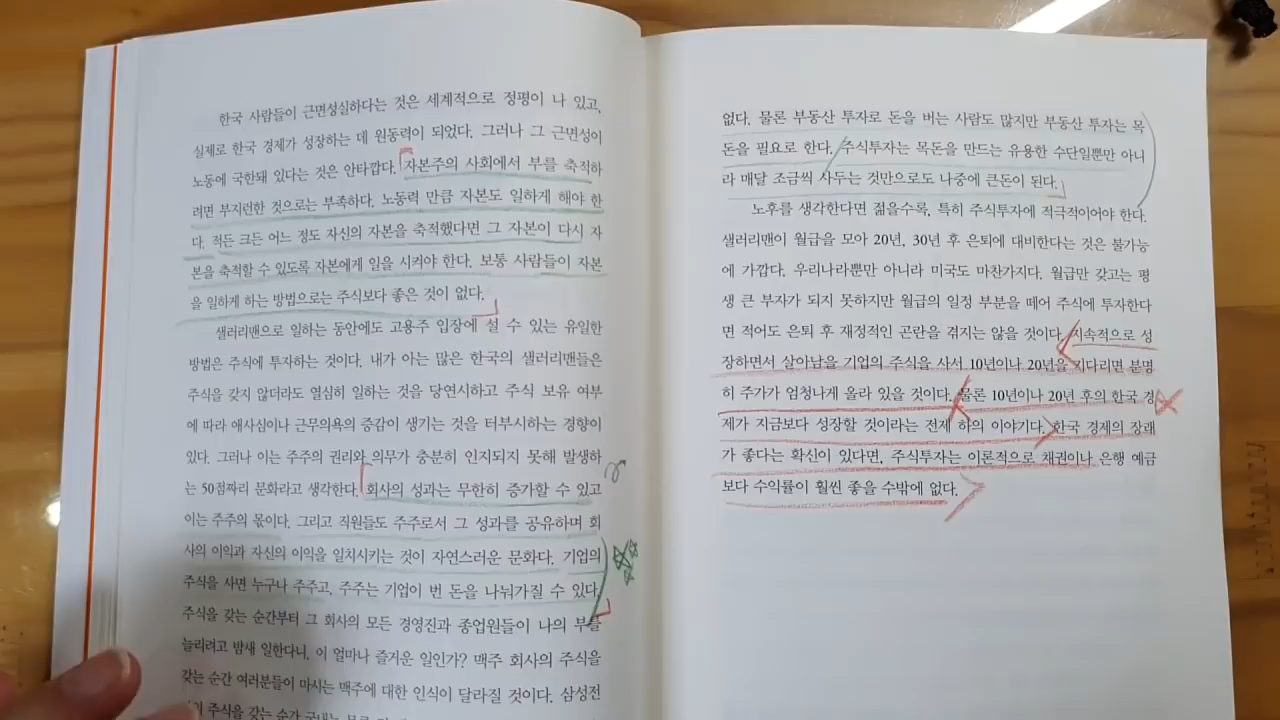 한국 사람들이 근면성실하다는 것은 세계적으로 정평이 나 있고,
실제로 한국 경제가 성장하는 데 원동력이 되었다. 그러나 그 근면성이
노동에 국한돼 있다는 것은 안타깝다. 자본주의 사회에서 부를 축적하
려면 부지런한 것으로는 부족하다. 노동력 만큼 자본도 일하게 해야 한
다. 적든 크든 어느 정도 자신의 자본을 축적했다면 그 자본이 다시 자
본을 축적할 수 있도록 자본에게 일을 시켜야 한다. 보통 사람들이 자본
을 일하게 하는 방법으로는 주식보다 좋은 것이 없다.
샐러리맨으로 일하는 동안에도 고용주 입장에 설 수 있는 유일한
방법은 주식에 투자하는 것이다. 내가 아는 많은 한국의 샐러리맨들은
주식을 갖지 않더라도 열심히 일하는 것을 당연시하고 주식 보유 여부
에 따라 애사심이나 근무의욕의 증감이 생기는 것을 터부시하는 경향이
있다. 그러나 이는 주주의 권리와 의무가 충분히 인지되지 못해 발생하
는 50점짜리 문화라고 생각한다. 회사의 성과는 무한히 증가할 수 있고
이는 주주의 몫이다. 그리고 직원들도 주주로서 그 성과를 공유하며 회
사의 이익과 자신의 이익을 일치시키는 것이 자연스러운 문화다. 기업의
주식을 사면 누구나 주주고, 주주는 기업이 번 돈을 나눠가질 수 있다.
주식을 갖는 순간부터 그 회사의 모든 경영진과 종업원들이 나의 부를
늘리려고 밤새 일한다니, 이 얼마나 즐거운 일인가? 맥주 회사의 주식을
갖는 순간 여러분들이 마시는 맥주에 대한 인식이 달라질 것이다. 삼성전
주식을 갖는 순간
없다. 물론 부동산 투자로 돈을 버는 사람도 많지만 부동산 투자는 목
돈을 필요로 한다. 주식투자는 목돈을 만드는 유용한 수단일뿐만 아니
라 매달 조금씩 사두는 것만으로도 나중에 큰돈이 된다.
노후를 생각한다면 젊을수록, 특히 주식투자에 적극적이어야 한다.
샐러리맨이 월급을 모아 20년, 30년 후 은퇴에 대비한다는 것은 불가능
에 가깝다. 우리나라뿐만 아니라 미국도 마찬가지다. 월급만 갖고는 평
생 큰 부자가 되지 못하지만 월급의 일정 부분을 떼어 주식에 투자한다
면 적어도 은퇴 후 재정적인 곤란을 겪지는 않을 것이다. 지속적으로 성
장하면서 살아남을 기업의 주식을 사서 10년이나 20년을 기다리면 분명
히 주가가 엄청나게 올라 있을 것이다. 물론 10년이나 20년 후의 한국 경
제가 지금보다 성장할 것이라는 전제 하의 이야기다. 한국 경제의 장래
가 좋다는 확신이 있다면, 주식투자는 이론적으로 채권이나 은행 예금
보다 수익률이 훨씬 좋을 수밖에 없다.